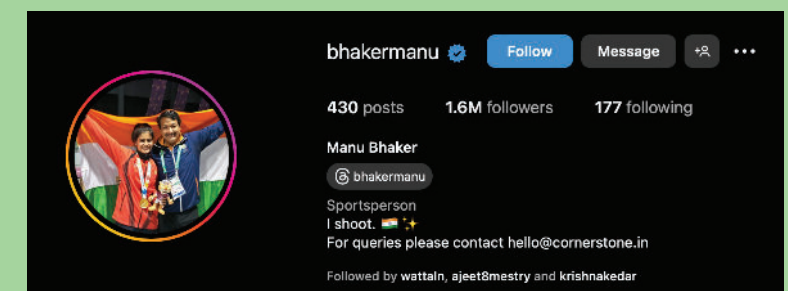 bhakermanu Follow Message
430 posts 1.6M followers 177 following
Manu Bhaker
bhakermanu
Sportsperson
I shoot. 🇮🇳 ✨
For queries please contact hello@cornerstone.in
Followed by wattaln, ajeet8mestry and krishnakedar